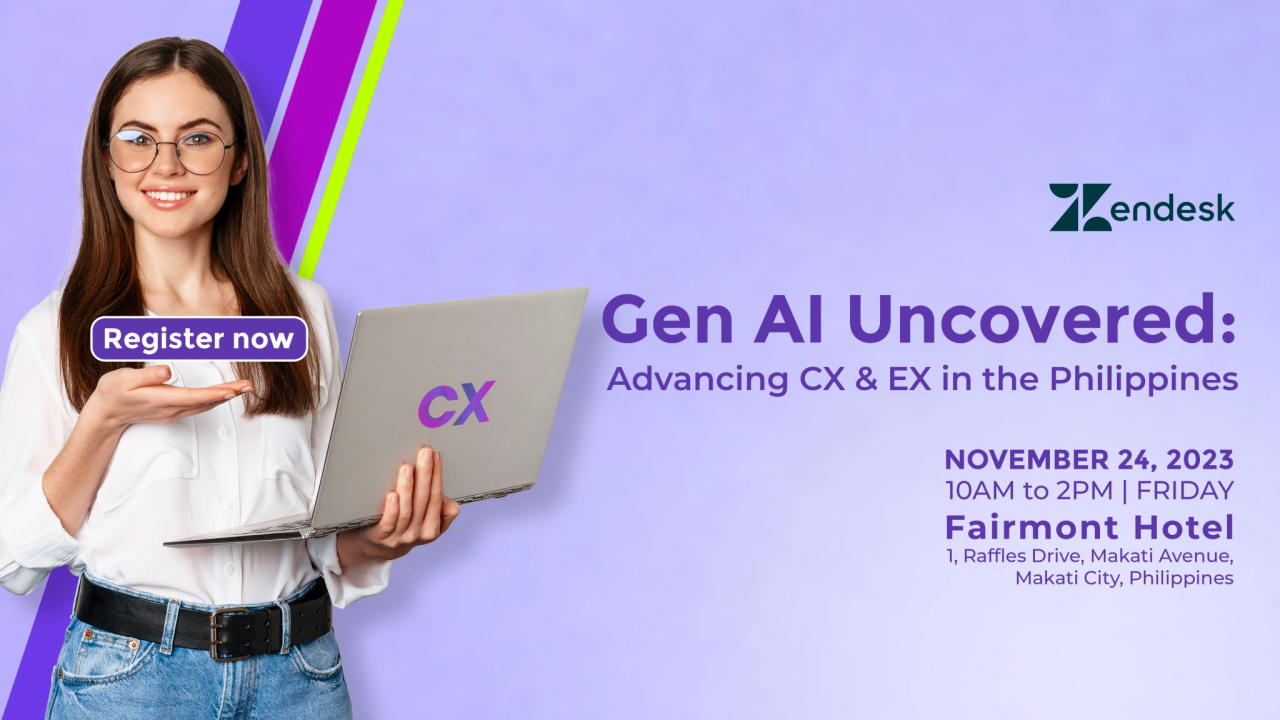 Register now
CX
zendesk
Gen AI Uncovered:
Advancing CX & EX in the Philippines
NOVEMBER 24, 2023
10AM to 2PM | FRIDAY
Fairmont Hotel
1, Raffles Drive, Makati Avenue,
Makati City, Philippines